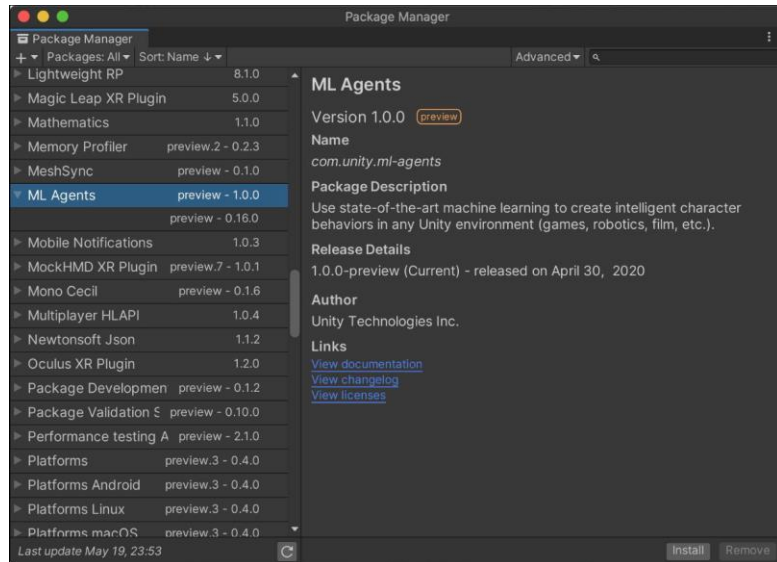 Package Manager
Package Manager
Packages: All Sort: Name ↓ Advanced
Lightweight RP 8.1.0
Magic Leap XR Plugin 5.0.0
Mathematics 1.1.0
Memory Profiler preview.2 - 0.2.3
MeshSync preview - 0.1.0
ML Agents preview - 1.0.0
preview - 0.16.0
Mobile Notifications 1.0.3
MockHMD XR Plugin preview.7 - 1.0.1
Mono Cecil preview - 0.1.6
Multiplayer HLAPI 1.0.4
Newtonsoft Json 1.1.2
Oculus XR Plugin 1.2.0
Package Developmen preview - 0.1.2
Package Validation S preview - 0.10.0
Performance testing A preview - 2.1.0
Platforms preview.3 - 0.4.0
Platforms Android preview.3 - 0.4.0
Platforms Linux preview.3 - 0.4.0
Platforms macOS preview.3 - 0.4.0
Last update May 19, 23:53
ML Agents
Version 1.0.0 preview
Name
com.unity.ml-agents
Package Description
Use state-of-the-art machine learning to create intelligent character
behaviors in any Unity environment (games, robotics, film, etc.).
Release Details
1.0.0-preview (Current) - released on April 30, 2020
Author
Unity Technologies Inc.
Links
View documentation
View changelog
View licenses
Install Remove